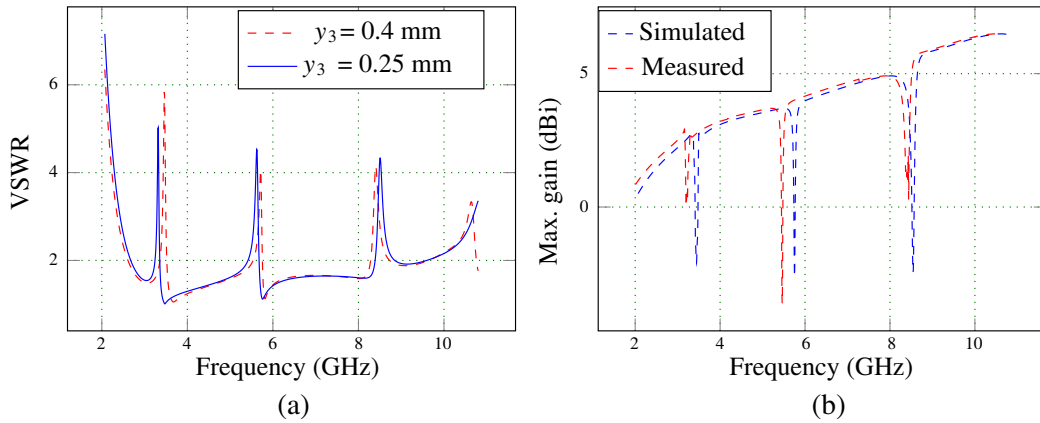 y3 = 0.4 mm
y3 = 0.25 mm
VSWR
6
4
2
2
4
6
8
10
Frequency (GHz)
(a)
Simulated
Measured
Max. gain (dBi)
5
0
2
4
6
8
10
Frequency (GHz)
(b)